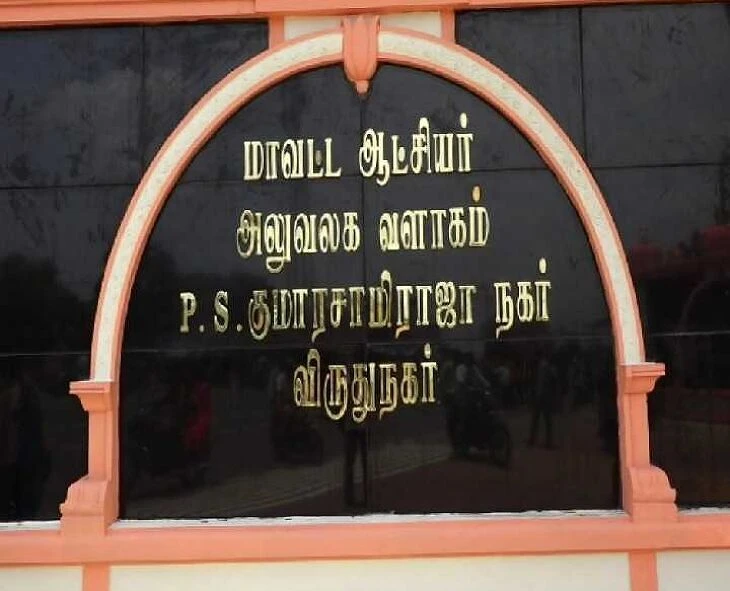 மாவட்ட ஆட்சியர்
அலுவலக வளாகம்
P.S.குமாரசாமிராஜா நகர்
விருதுநகர்